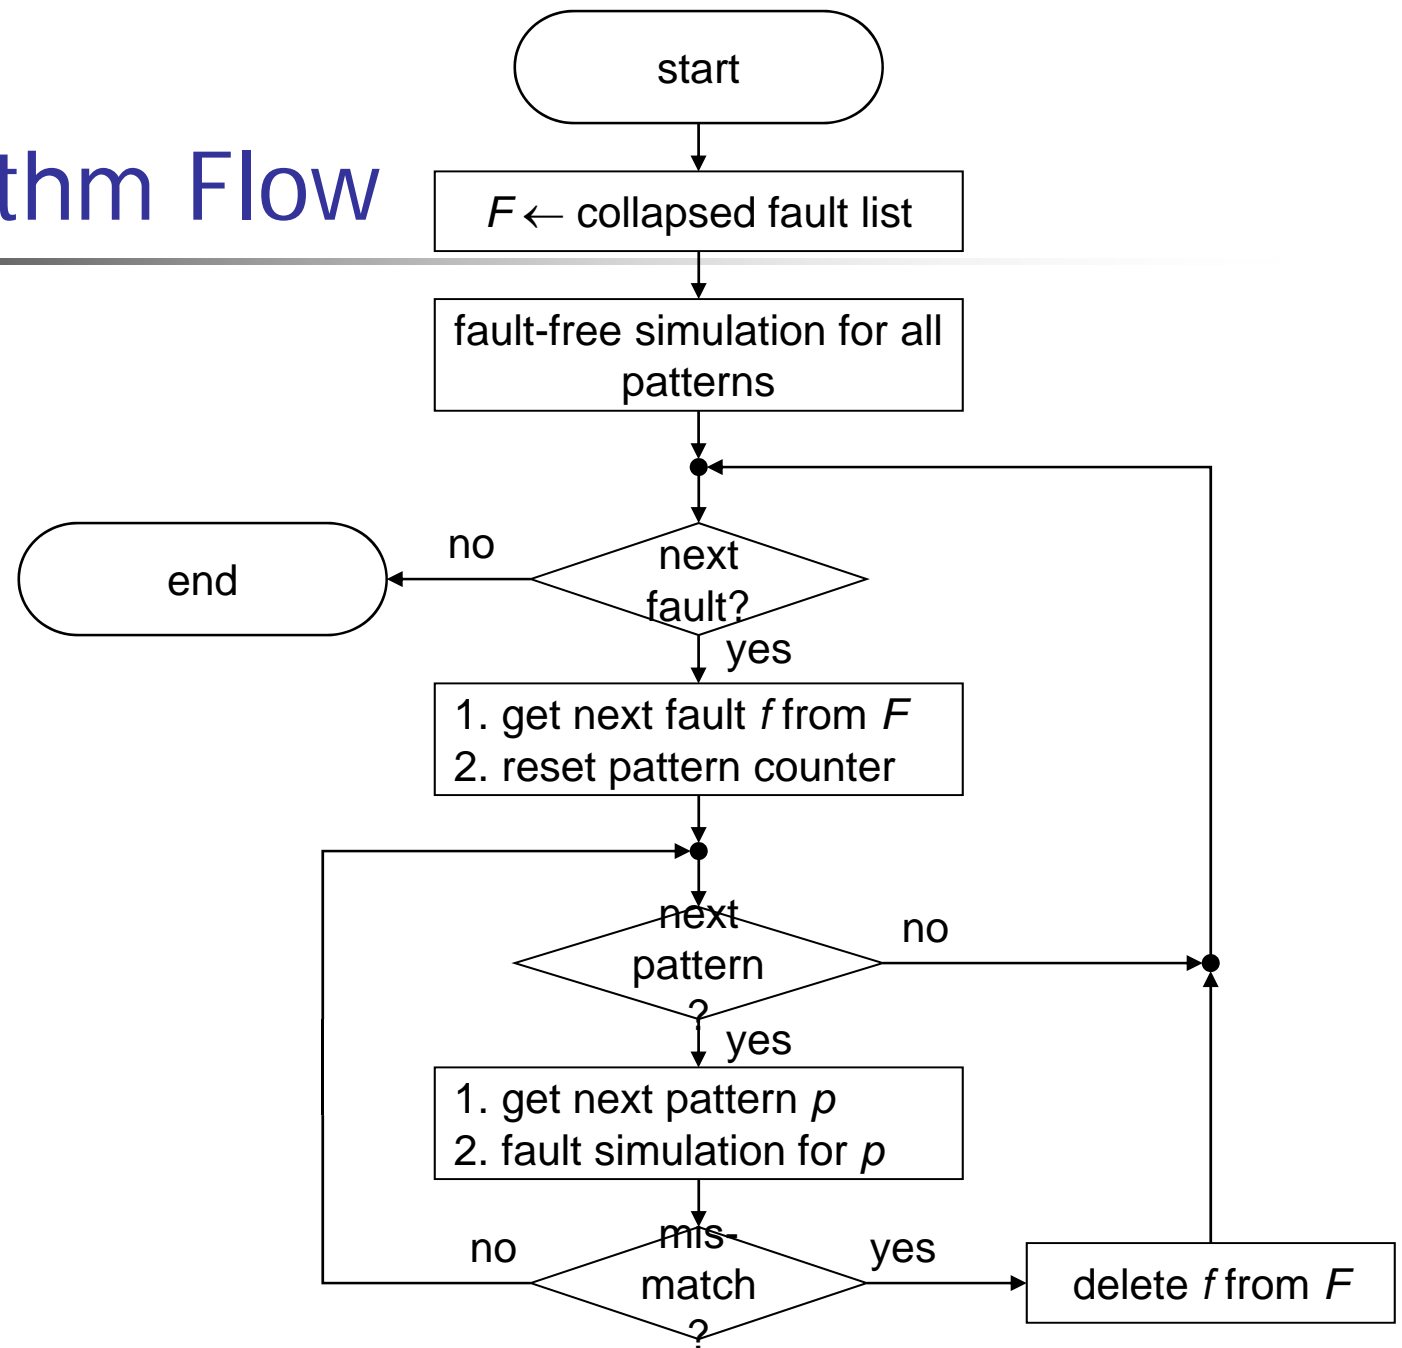 start
thm Flow
F ← collapsed fault list
fault-free simulation for all
patterns
no
next
fault?
end
yes
1. get next fault f from F
2. reset pattern counter
next
pattern
?
no
yes
1. get next pattern p
2. fault simulation for p
no
mis-
match
?
yes
delete f from F